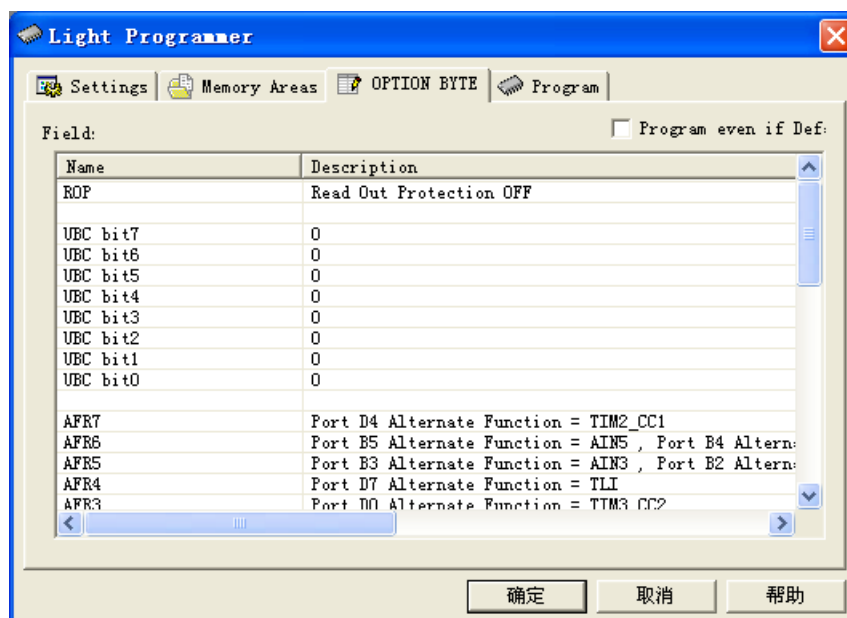 Light Programmer
Settings Memory Areas OPTION BYTE Program
Field: Program even if Def
Name Description
ROP Read Out Protection OFF
UBC bit7 0
UBC bit6 0
UBC bit5 0
UBC bit4 0
UBC bit3 0
UBC bit2 0
UBC bit1 0
UBC bit0 0
AFR7 Port D4 Alternate Function = TIM2_CC1
AFR6 Port B5 Alternate Function = AIN5 , Port B4 Altern
AFR5 Port B3 Alternate Function = AIN3 , Port B2 Altern
AFR4 Port D7 Alternate Function = TLI
AFR3 Port D0 Alternate Function = TIM3_CC2
确定 取消 帮助